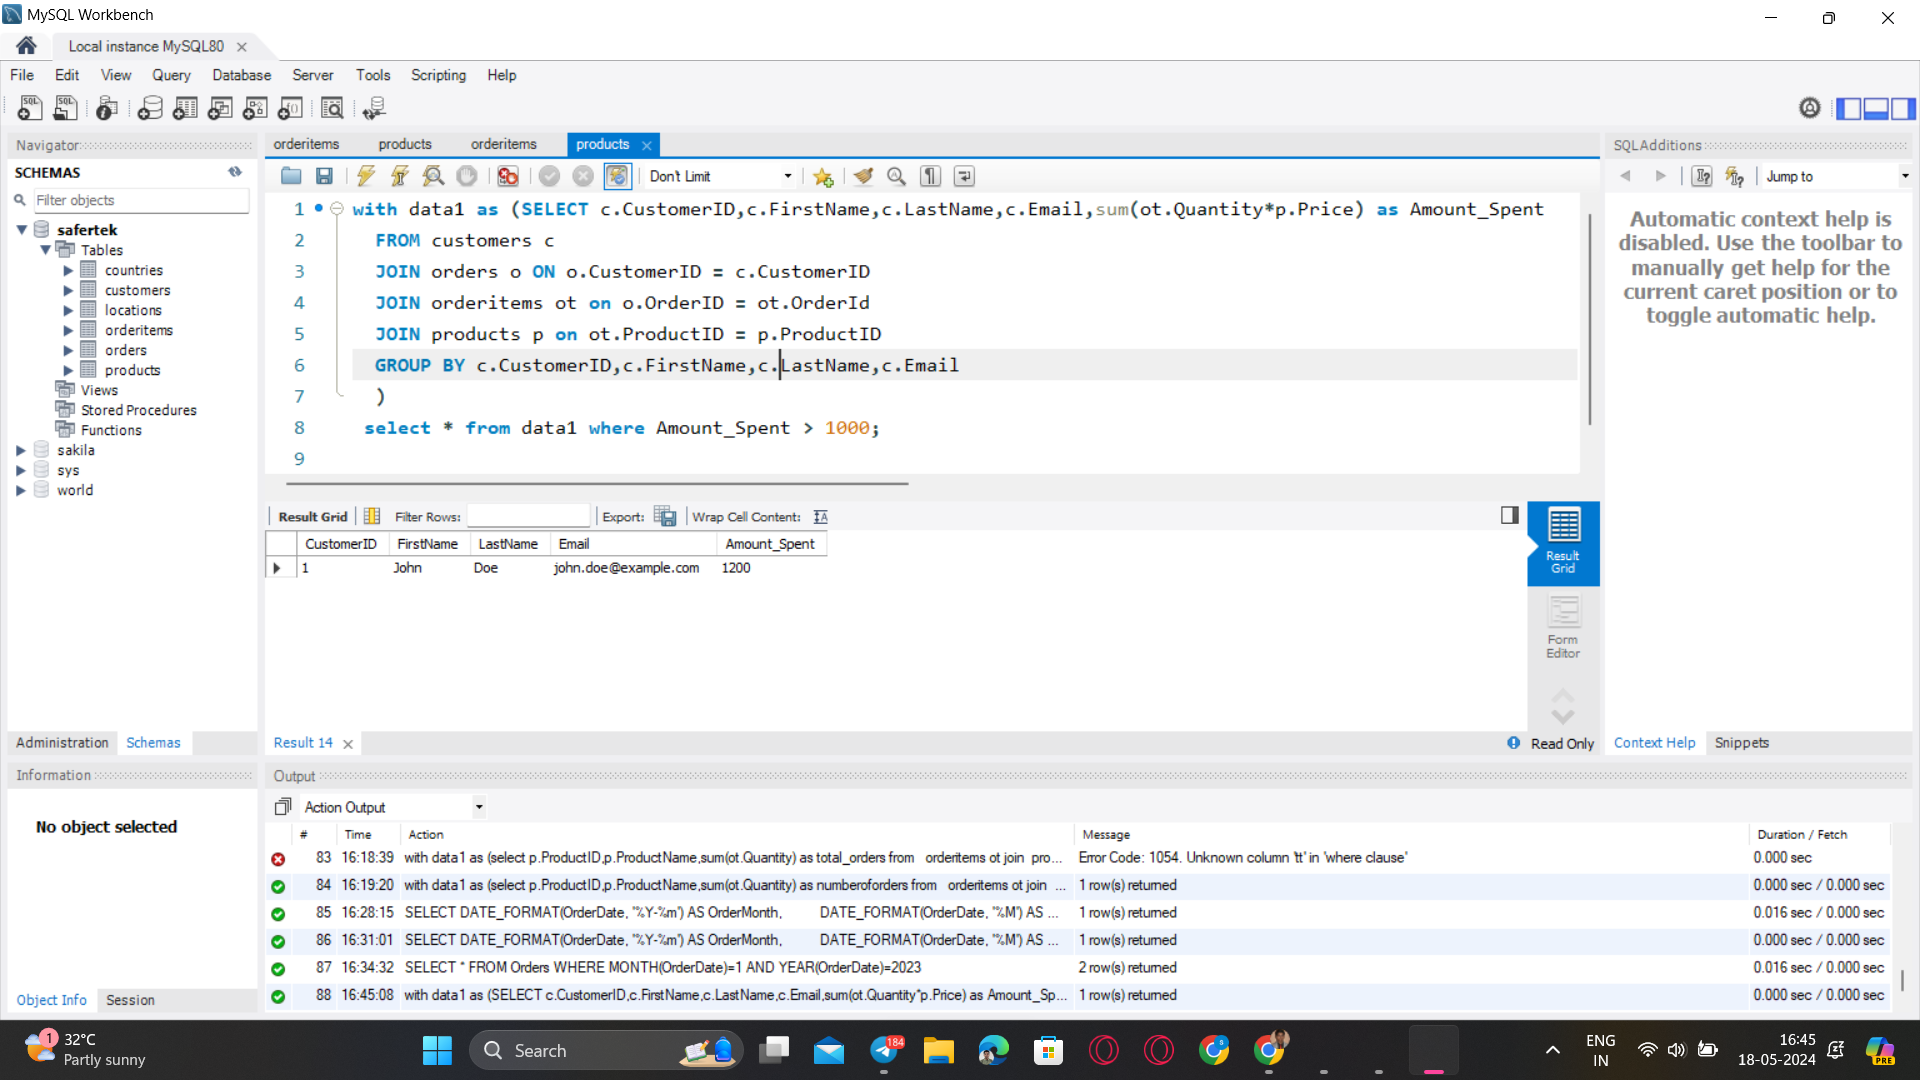 MySQL Workbench
Local instance MySQL80
File Edit View Query Database Server Tools Scripting Help
Navigator
SCHEMAS
Filter objects
safertek
Tables
countries
customers
locations
orderitems
orders
products
Views
Stored Procedures
Functions
sakila
sys
world
Administration Schemas
Information
No object selected
Object Info Session
orderitems products orderitems products
Don't Limit
1 with data1 as (SELECT c.CustomerID,c.FirstName,c.LastName,c.Email,sum(ot.Quantity*p.Price) as Amount_Spent
2 FROM customers c
3 JOIN orders o ON o.CustomerID = c.CustomerID
4 JOIN orderitems ot on o.OrderID = ot.OrderId
5 JOIN products p on ot.ProductID = p.ProductID
6 GROUP BY c.CustomerID,c.FirstName,c.LastName,c.Email
7 )
8 select * from data1 where Amount_Spent > 1000;
9
Result Grid Filter Rows: Export: Wrap Cell Content:
CustomerID FirstName LastName Email Amount_Spent
1 John Doe john.doe@example.com 1200
Result Grid
Form Editor
Result 14
Read Only
SQLAdditions
Jump to
Automatic context help is
disabled. Use the toolbar to
manually get help for the
current caret position or to
toggle automatic help.
Context Help Snippets
Output
Action Output
# Time Action Message Duration / Fetch
83 16:18:39 with data1 as (select p.ProductID,p.ProductName,sum(ot.Quantity) as total_orders from orderitems ot join pro... Error Code: 1054. Unknown column 'tt' in 'where clause' 0.000 sec
84 16:19:20 with data1 as (select p.ProductID,p.ProductName,sum(ot.Quantity) as numberoforders from orderitems ot join ... 1 row(s) returned 0.000 sec / 0.000 sec
85 16:28:15 SELECT DATE_FORMAT(OrderDate, '%Y-%m') AS OrderMonth, DATE_FORMAT(OrderDate, '%M') AS ... 1 row(s) returned 0.016 sec / 0.000 sec
86 16:31:01 SELECT DATE_FORMAT(OrderDate, '%Y-%m') AS OrderMonth, DATE_FORMAT(OrderDate, '%M') AS ... 1 row(s) returned 0.000 sec / 0.000 sec
87 16:34:32 SELECT * FROM Orders WHERE MONTH(OrderDate)=1 AND YEAR(OrderDate)=2023 2 row(s) returned 0.016 sec / 0.000 sec
88 16:45:08 with data1 as (SELECT c.CustomerID,c.FirstName,c.LastName,c.Email,sum(ot.Quantity*p.Price) as Amount_Sp... 1 row(s) returned 0.000 sec / 0.000 sec
1
32°C
Partly sunny
Search
184
ENG
IN
16:45
18-05-2024
PRE